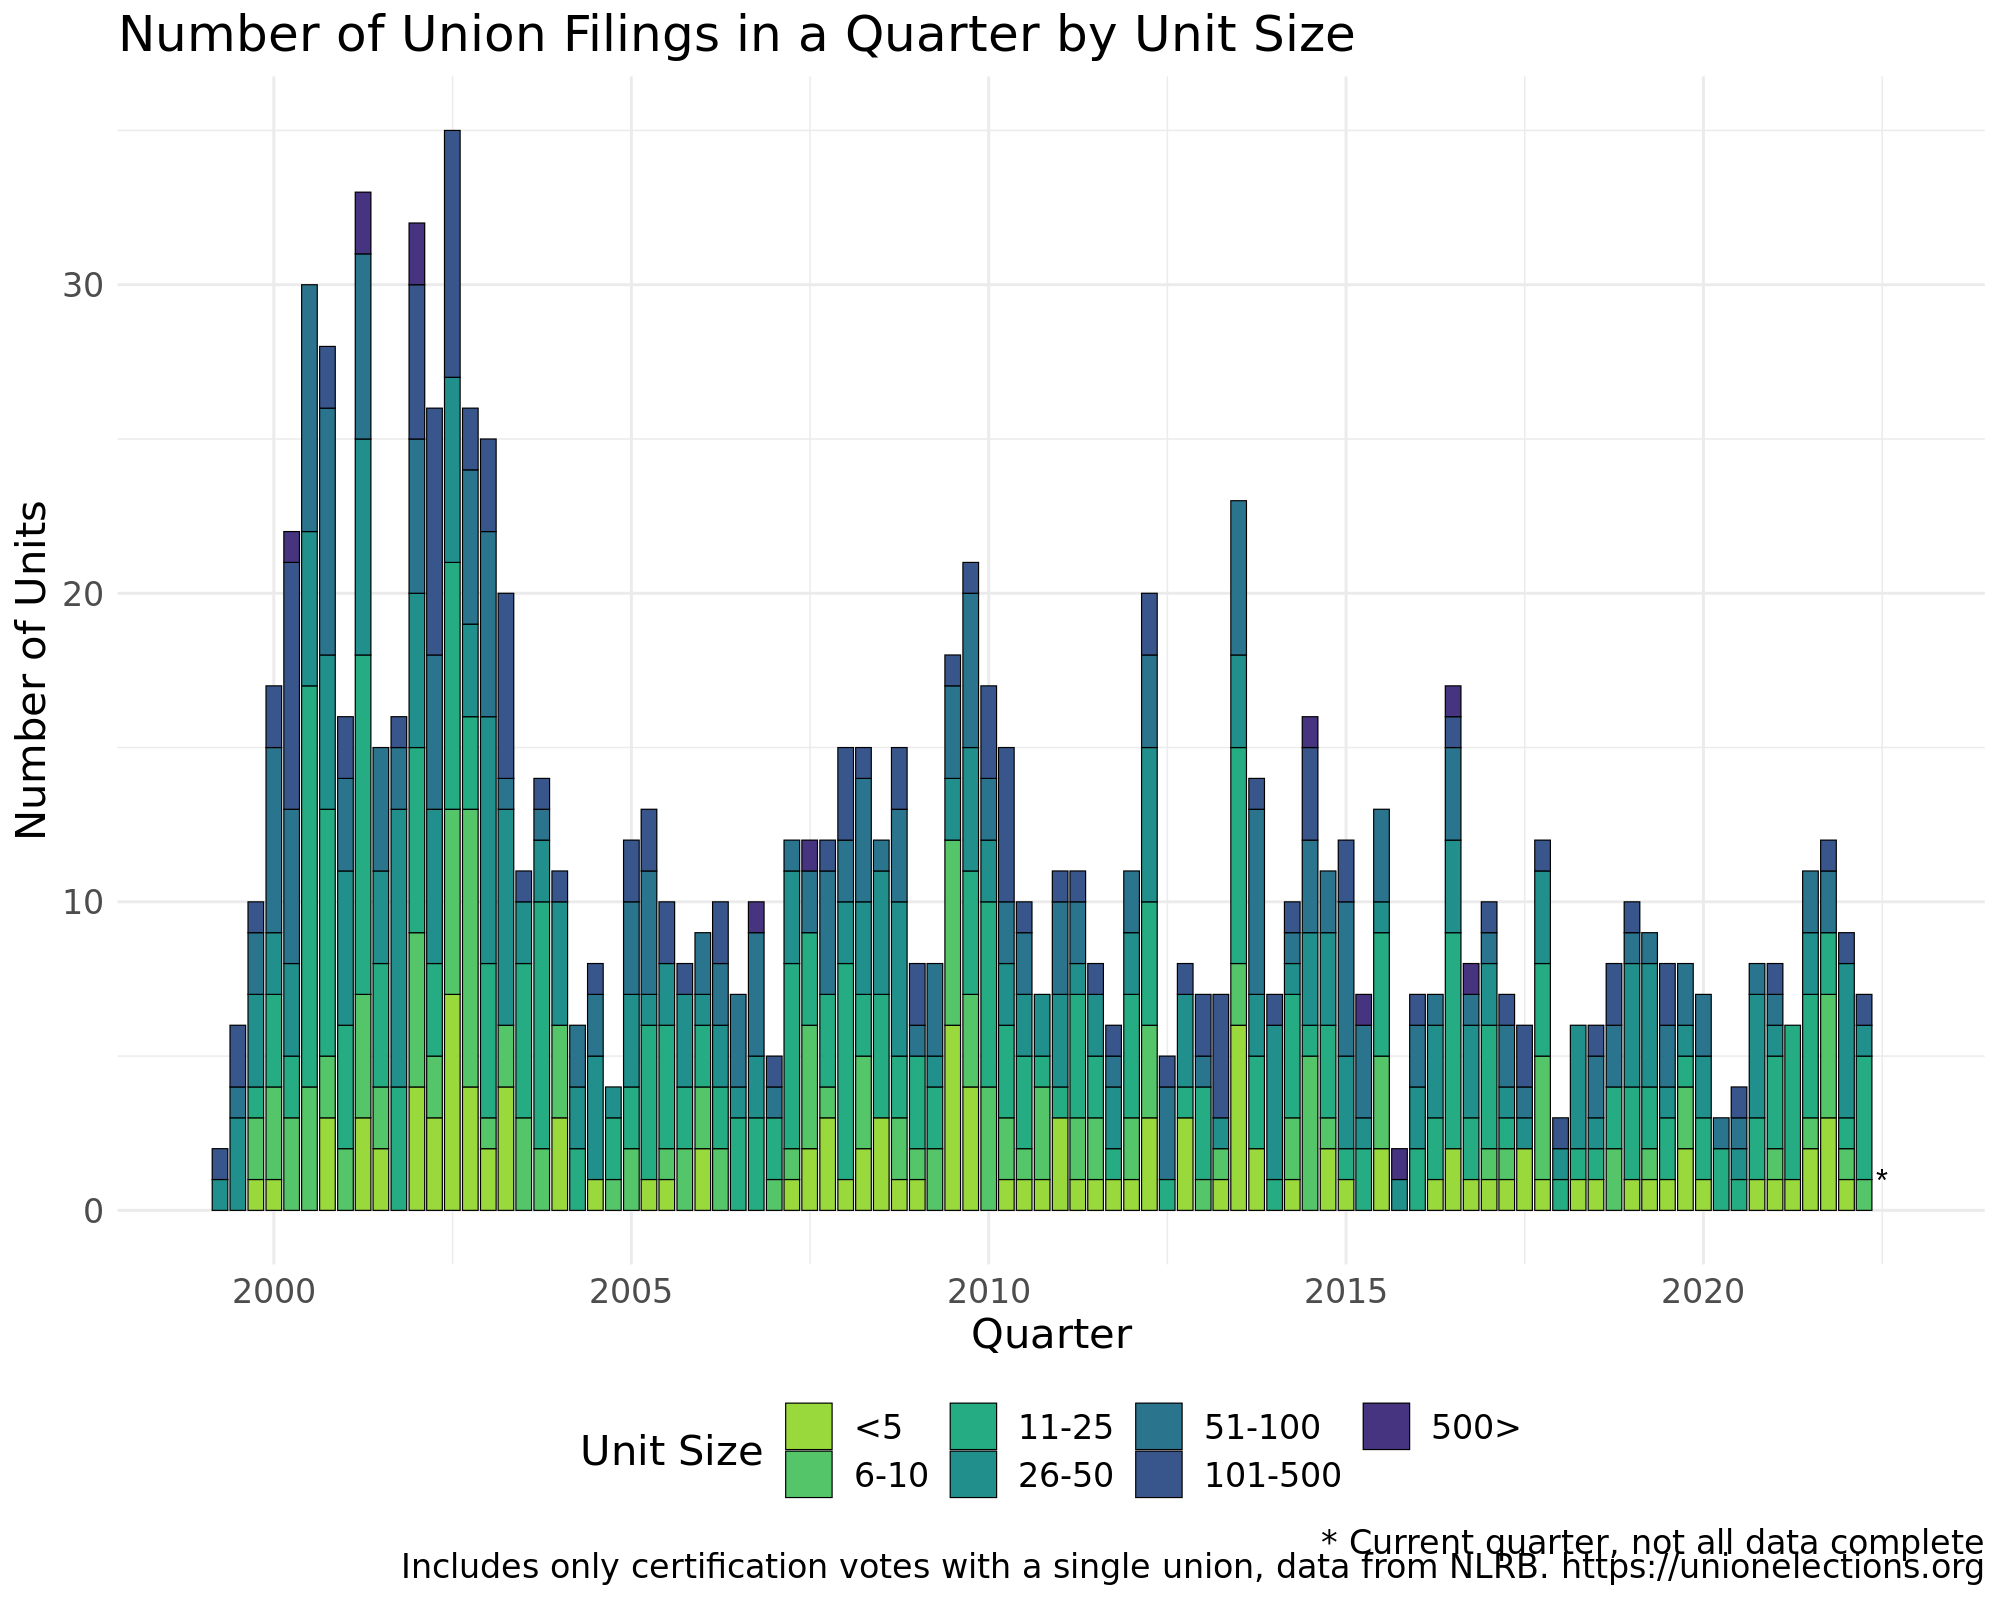 Number of Union Filings in a Quarter by Unit Size
Number of Units
30
20
10
0
*
2000 2005 2010 2015 2020
Quarter
Unit Size
<5 11-25 51-100 500>
6-10 26-50 101-500
* Current quarter, not all data complete
Includes only certification votes with a single union, data from NLRB. https://unionelections.org